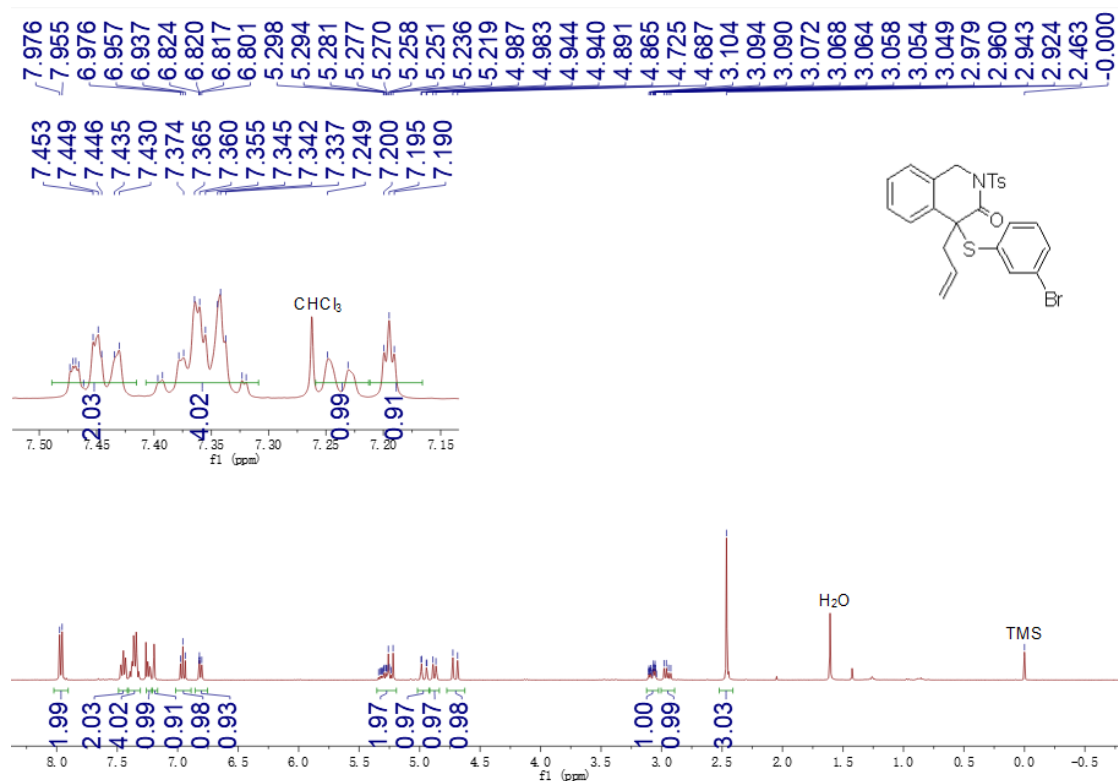 7.976 7.955 6.976 6.957 6.937 6.824 6.820 6.817 6.801 5.298 5.294 5.281 5.277 5.270 5.258 5.251 5.236 5.219 4.987 4.983 4.944 4.940 4.891 4.865 4.725 4.687 3.104 3.094 3.090 3.072 3.068 3.064 3.058 3.054 3.049 2.979 2.960 2.943 2.924 2.463 -0.000
7.453 7.449 7.446 7.435 7.430 7.374 7.365 7.360 7.355 7.345 7.342 7.337 7.249 7.200 7.195 7.190
NTs
O
S
Br
CHCl₃
2.03 4.02 0.99 0.91
7.50 7.45 7.40 7.35 7.30 7.25 7.20 7.15
f1 (ppm)
H₂O
TMS
1.99 2.03 4.02 0.99 0.91 0.98 0.93 1.97 0.97 0.97 0.98 1.00 0.99 3.03
8.0 7.5 7.0 6.5 6.0 5.5 5.0 4.5 4.0 3.5 3.0 2.5 2.0 1.5 1.0 0.5 0.0 -0.5
f1 (ppm)